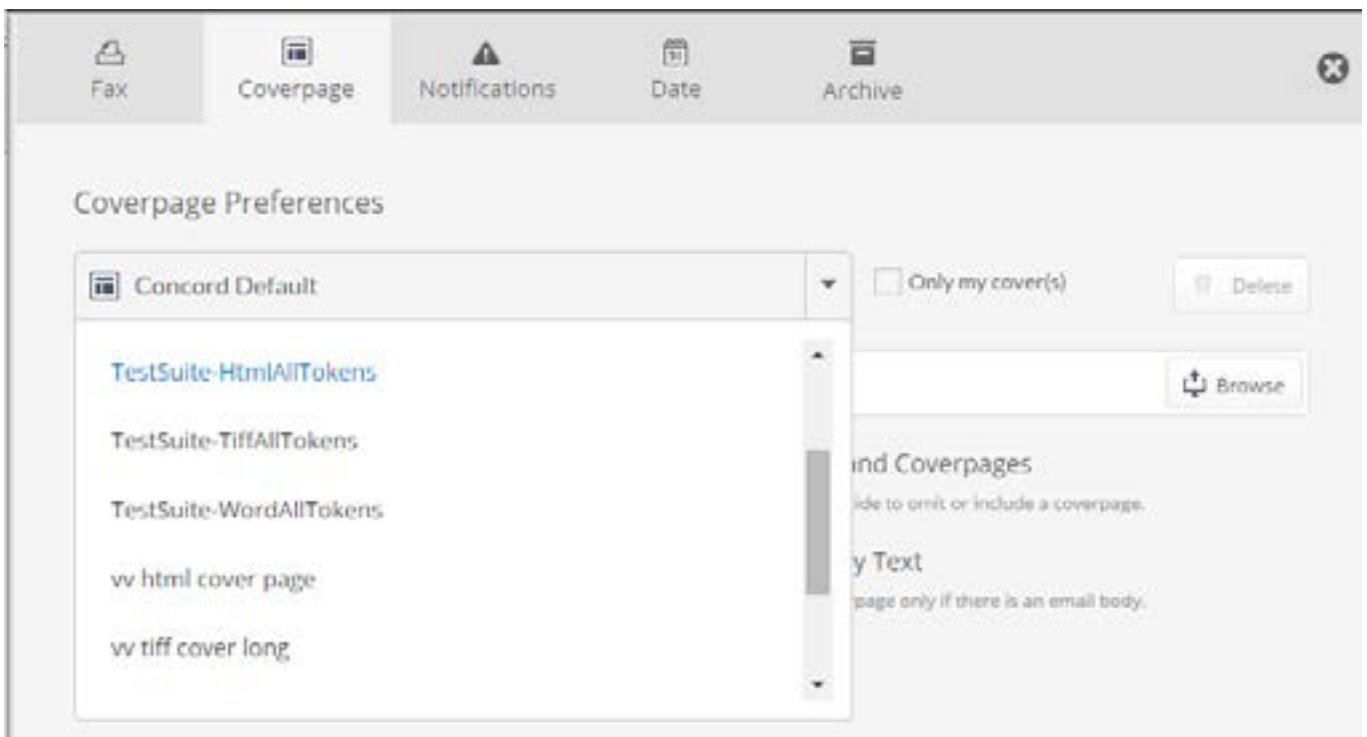 Fax
Coverpage
Notifications
Date
Archive
Coverpage Preferences
Concord Default
Only my cover(s)
Delete
TestSuite-HtmlAllTokens
Browse
TestSuite-TiffAllTokens
and Coverpages
ide to omit or include a coverpage.
TestSuite-WordAllTokens
y Text
vv html cover page
page only if there is an email body.
vv tiff cover long